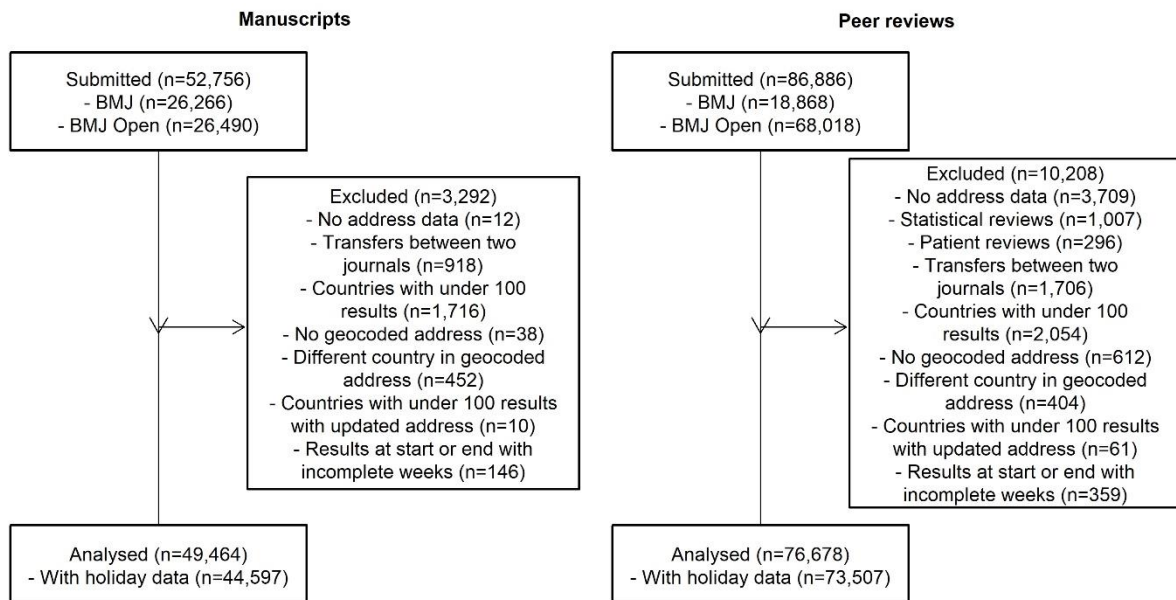 Manuscripts
Submitted (n=52,756)
- BMJ (n=26,266)
- BMJ Open (n=26,490)
Excluded (n=3,292)
- No address data (n=12)
- Transfers between two
journals (n=918)
- Countries with under 100
results (n=1,716)
- No geocoded address (n=38)
- Different country in geocoded
address (n=452)
- Countries with under 100 results
with updated address (n=10)
- Results at start or end with
incomplete weeks (n=146)
Analysed (n=49,464)
- With holiday data (n=44,597)
Peer reviews
Submitted (n=86,886)
- BMJ (n=18,868)
- BMJ Open (n=68,018)
Excluded (n=10,208)
- No address data (n=3,709)
- Statistical reviews (n=1,007)
- Patient reviews (n=296)
- Transfers between two
journals (n=1,706)
- Countries with under 100
results (n=2,054)
- No geocoded address (n=612)
- Different country in geocoded
address (n=404)
- Countries with under 100 results
with updated address (n=61)
- Results at start or end with
incomplete weeks (n=359)
Analysed (n=76,678)
- With holiday data (n=73,507)